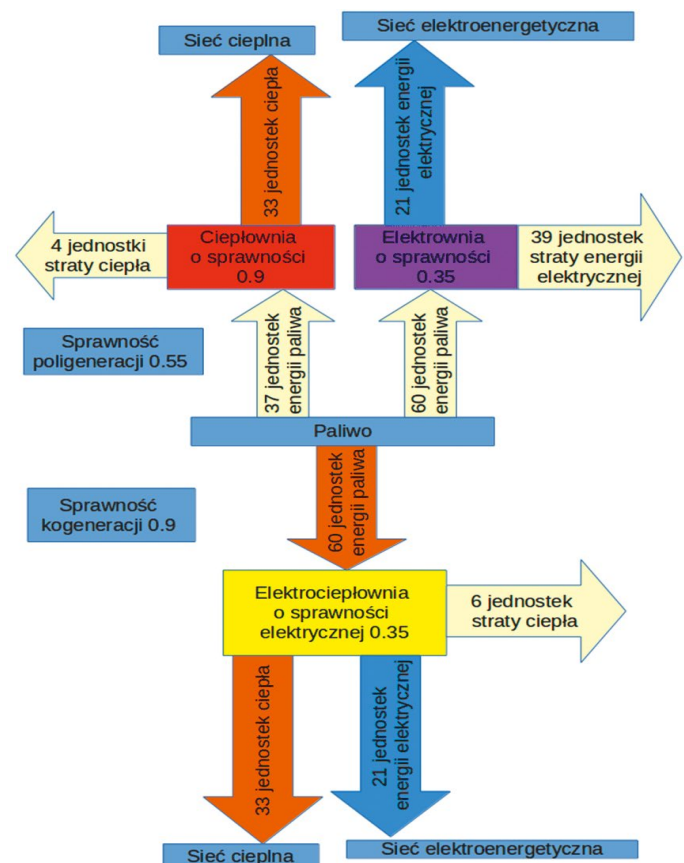 Sieć cieplna
Sieć elektroenergetyczna
33 jednostek ciepła
21 jednostek energii
elektrycznej
4 jednostki
straty ciepła
Ciepłownia
o sprawności
0.9
Elektrownia
o sprawności
0.35
39 jednostek
straty energii
elektrycznej
Sprawność
poligeneracji 0.55
37 jednostek
energii paliwa
60 jednostek
energii paliwa
Paliwo
Sprawność
kogeneracji 0.9
60 jednostek
energii paliwa
Elektrociepłownia
o sprawności
elektrycznej 0.35
6 jednostek
straty ciepła
33 jednostek ciepła
21 jednostek
energii elektrycznej
Sieć cieplna
Sieć elektroenergetyczna